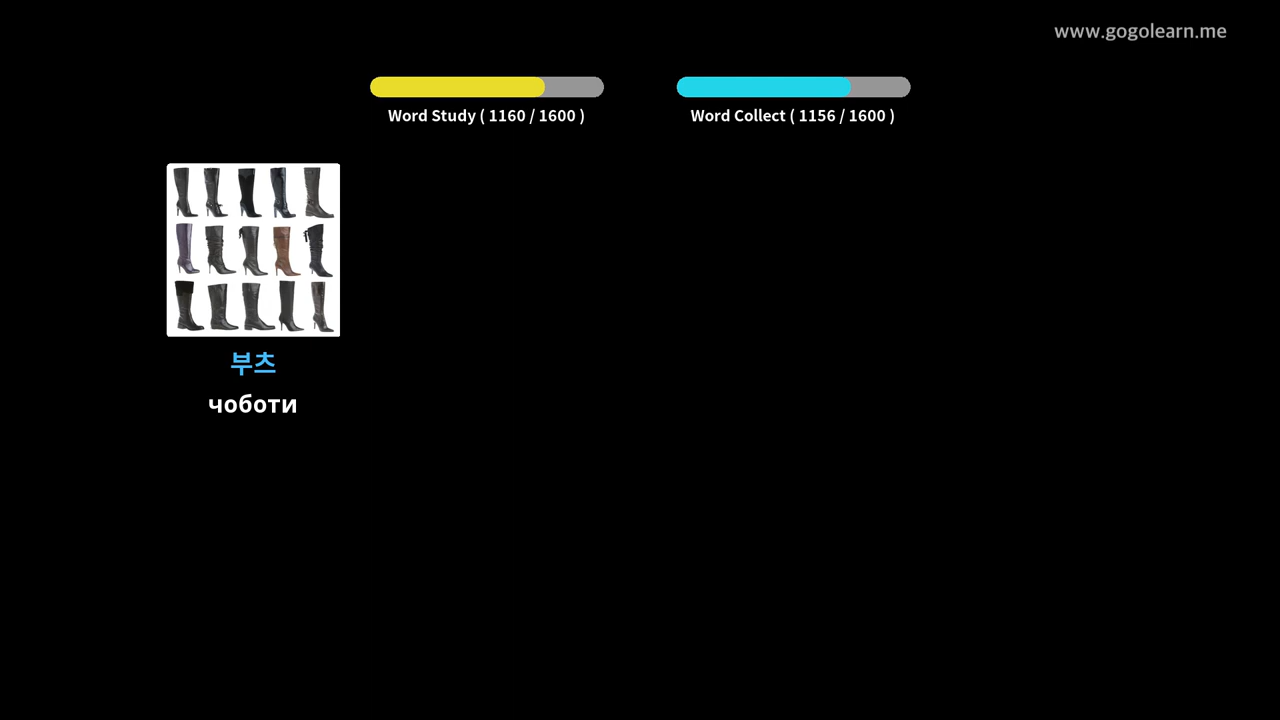 www.gogolearn.me
Word Study ( 1160 / 1600 )
Word Collect ( 1156 / 1600 )
부츠
чоботи